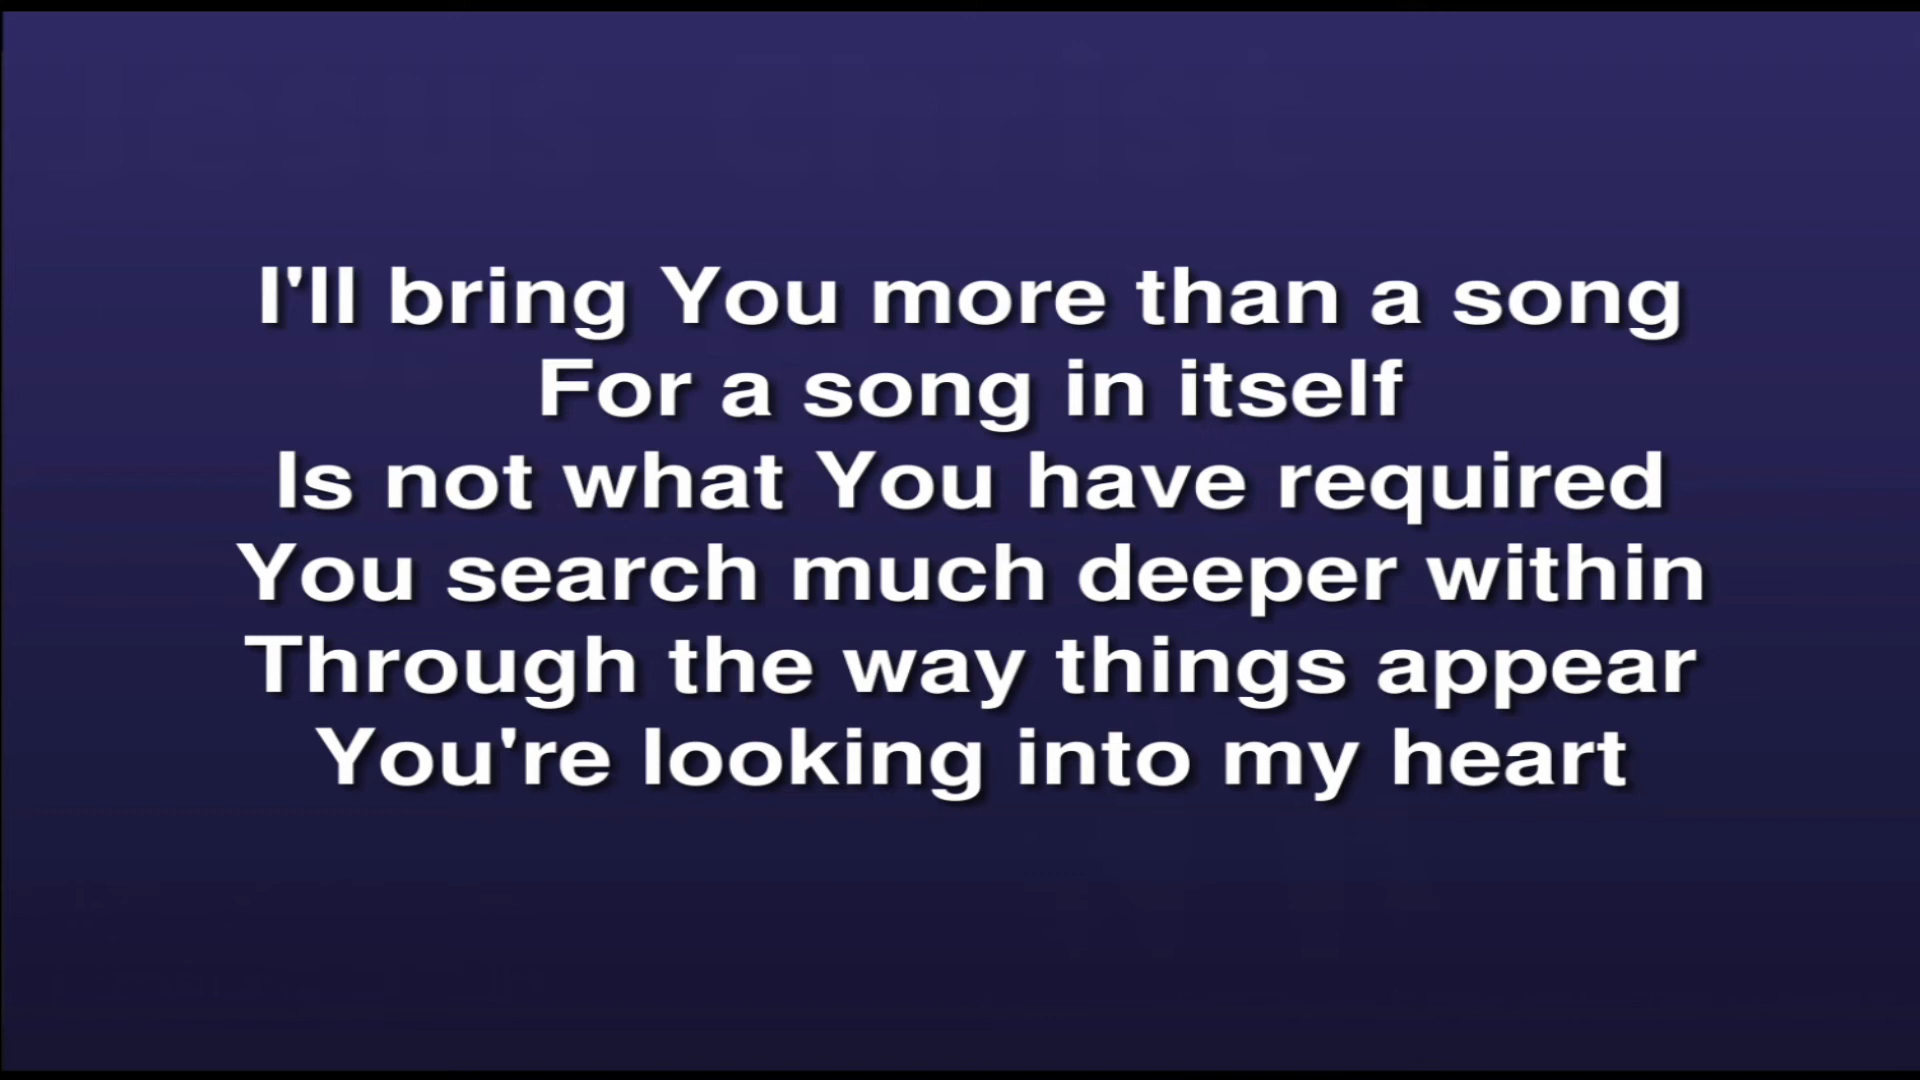 I'll bring You more than a song
For a song in itself
Is not what You have required
You search much deeper within
Through the way things appear
You're looking into my heart